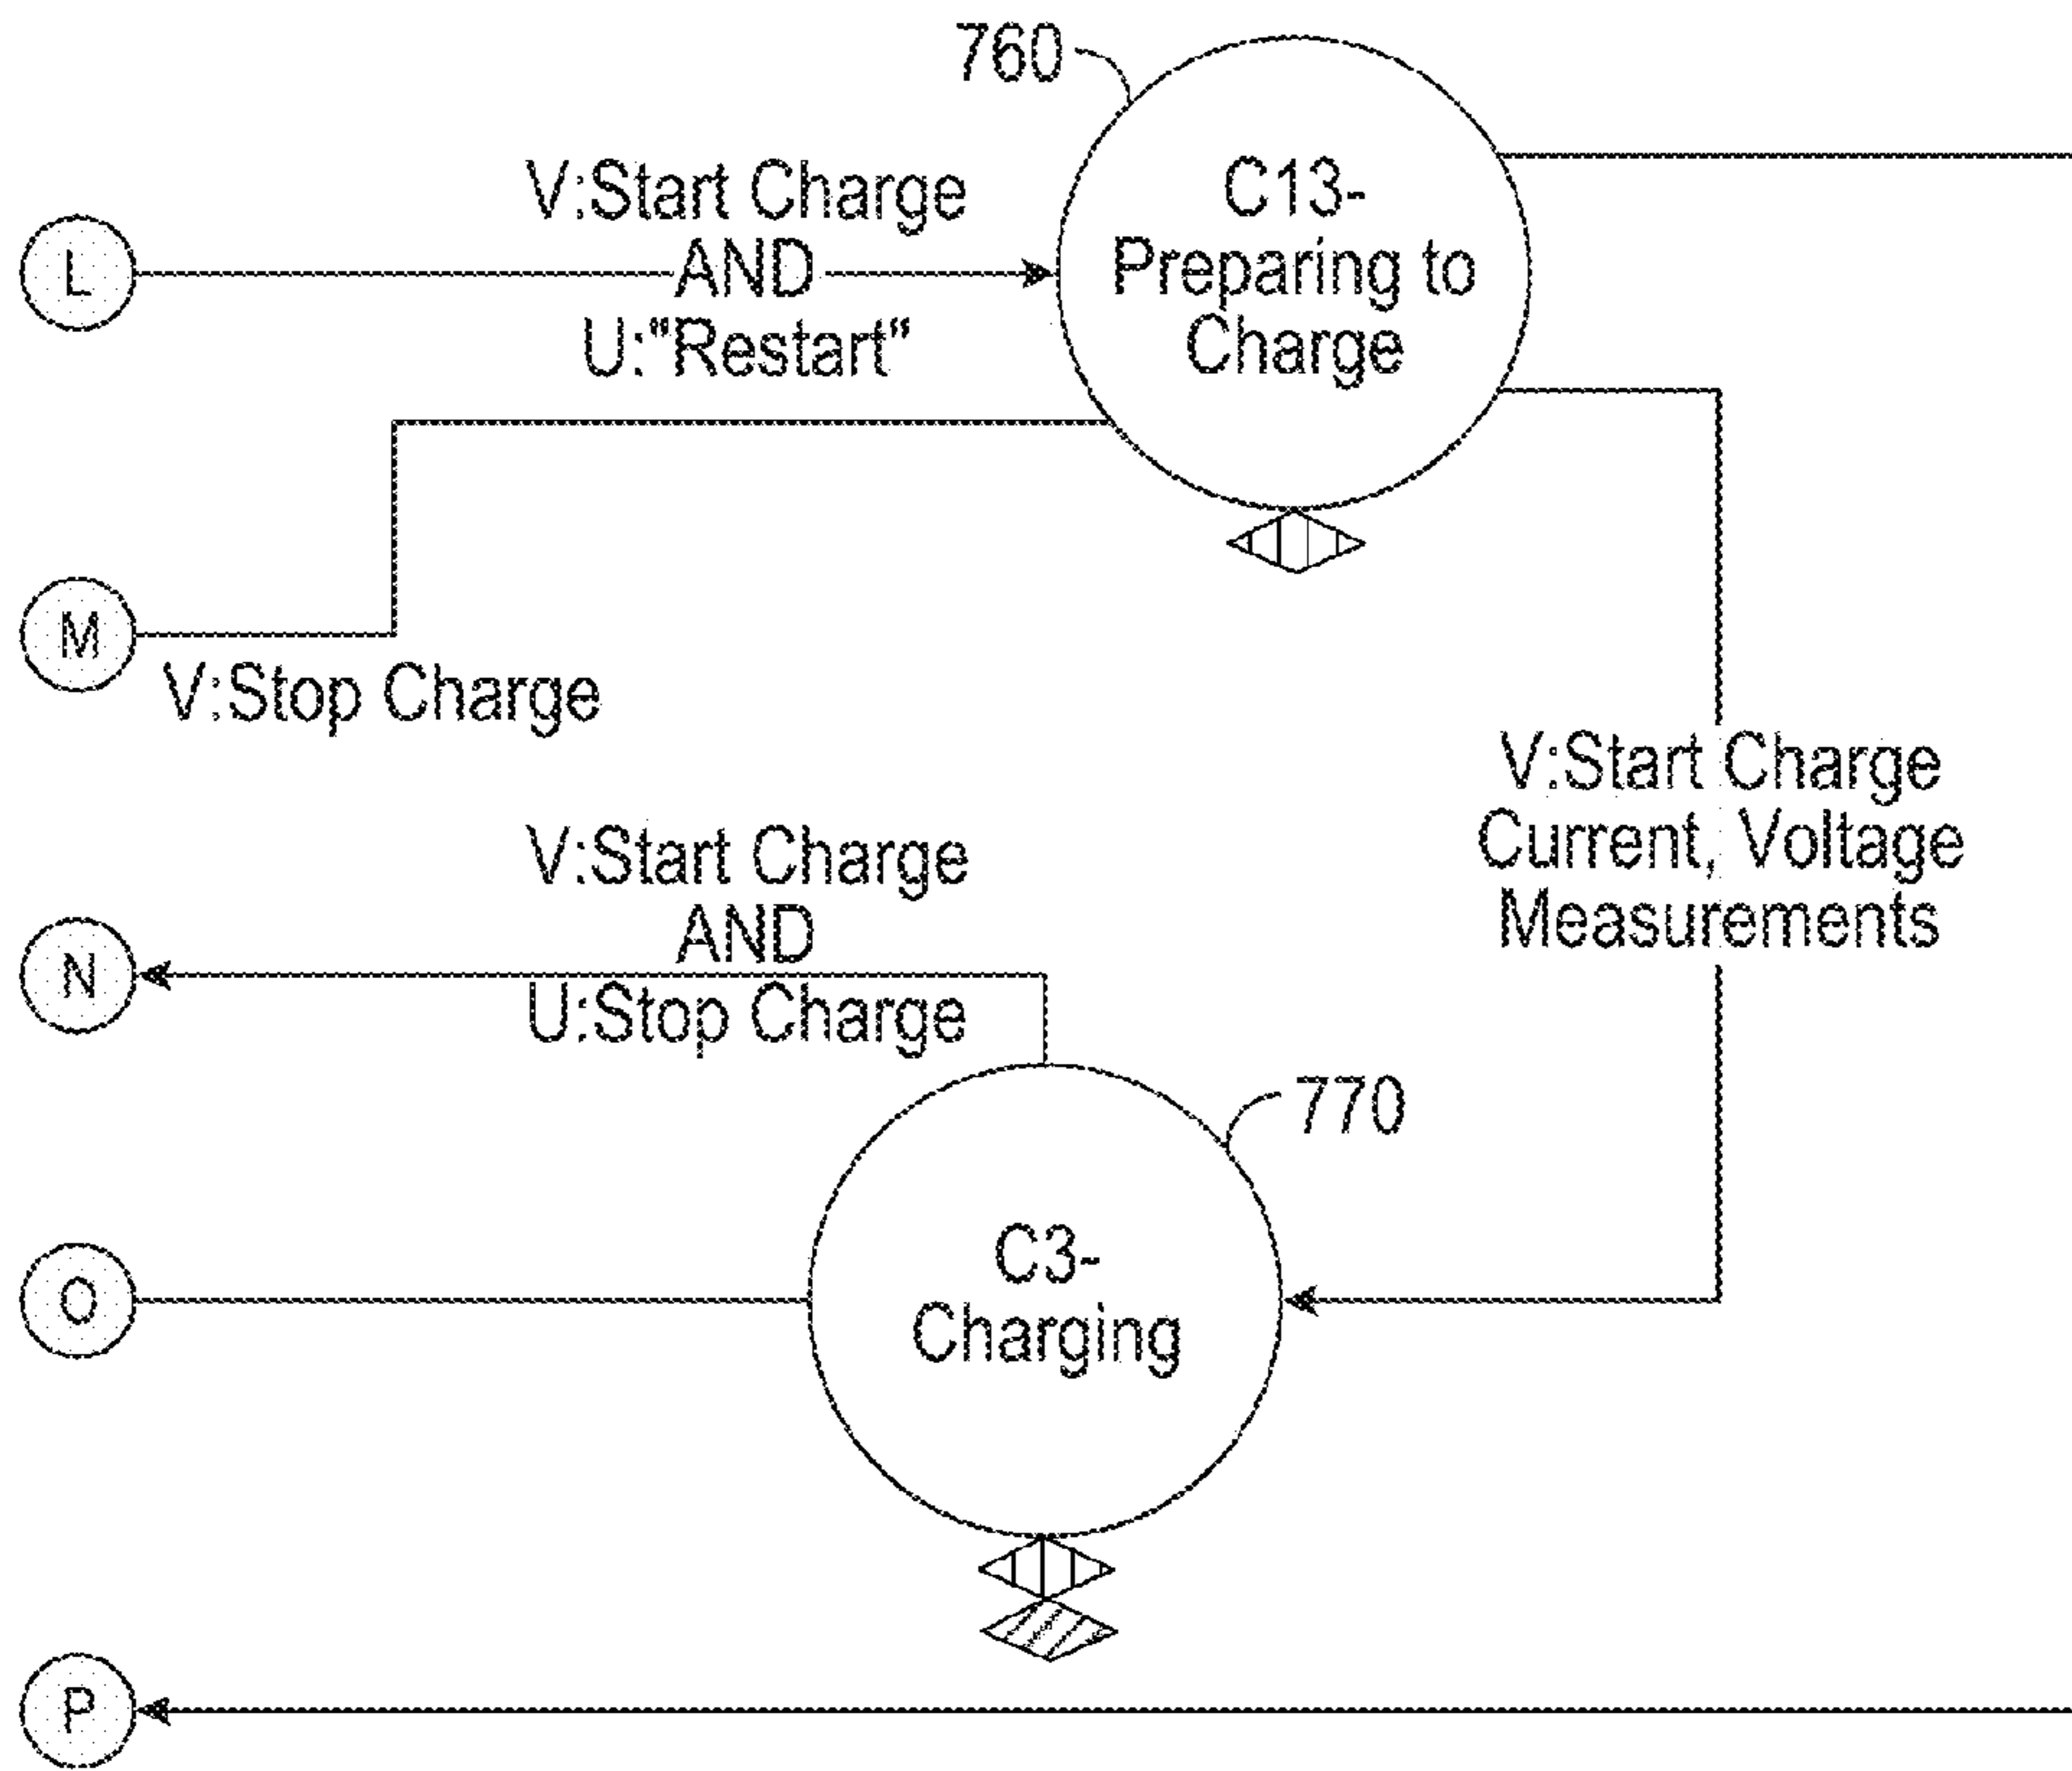 760
V:Start Charge
AND
U:"Restart"
L
C13-
Preparing to
Charge
M
V:Stop Charge
V:Start Charge
Current, Voltage
Measurements
V:Start Charge
AND
U:Stop Charge
N
770
O
C3-
Charging
P